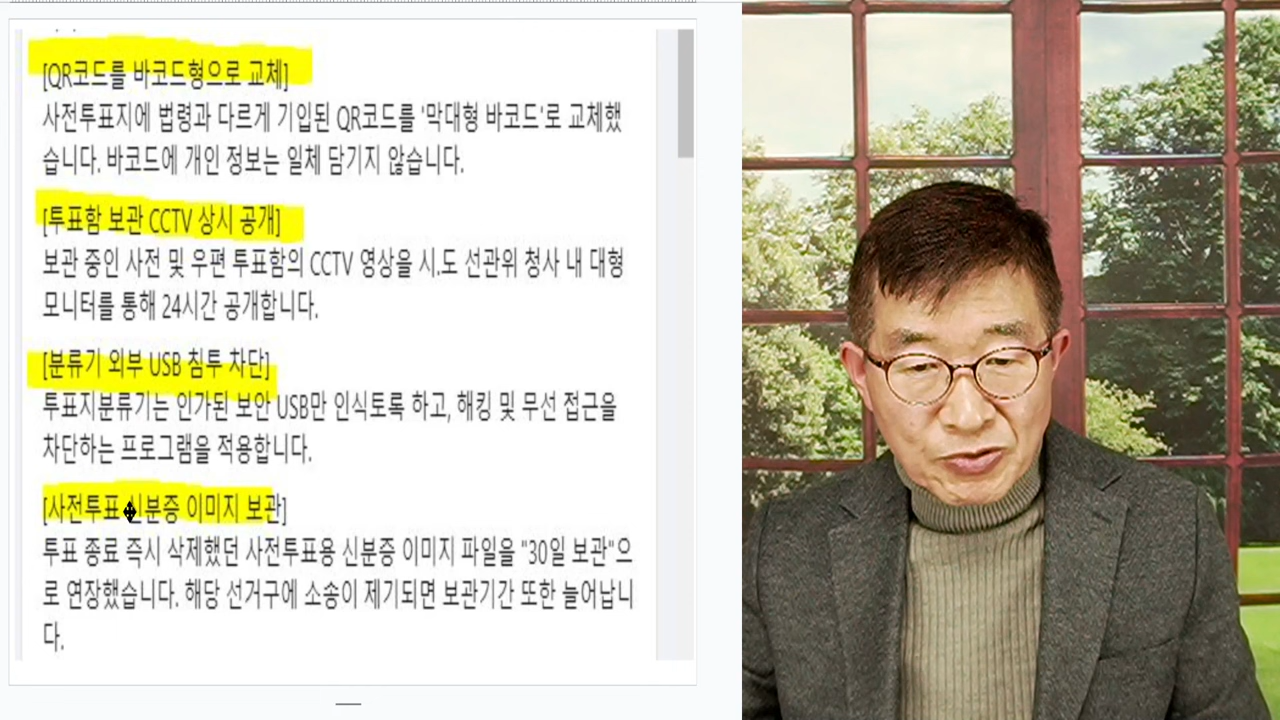 [QR코드를 바코드형으로 교체]
사전투표지에 법령과 다르게 기입된 QR코드를 '막대형 바코드'로 교체했
습니다. 바코드에 개인 정보는 일체 담기지 않습니다.
[투표함 보관 CCTV 상시 공개]
보관 중인 사전 및 우편 투표함의 CCTV 영상을 시.도 선관위 청사 내 대형
모니터를 통해 24시간 공개합니다.
[분류기 외부 USB 침투 차단]
투표지분류기는 인가된 보안 USB만 인식토록 하고, 해킹 및 무선 접근을
차단하는 프로그램을 적용합니다.
[사전투표 신분증 이미지 보관]
투표 종료 즉시 삭제했던 사전투표용 신분증 이미지 파일을 "30일 보관"으
로 연장했습니다. 해당 선거구에 소송이 제기되면 보관기간 또한 늘어납니
다.